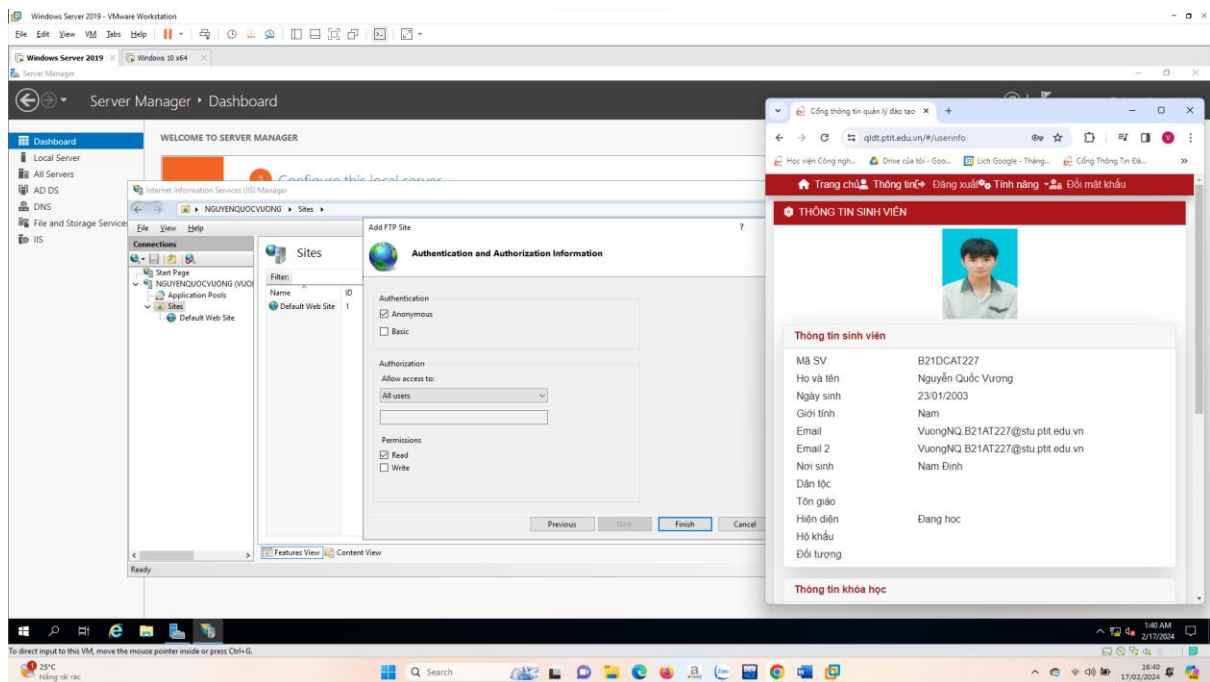 Windows Server 2019 - VMware Workstation
File Edit View VM Tabs Help
Windows Server 2019
Windows 10 x64
Server Manager
Server Manager • Dashboard
Dashboard
Local Server
All Servers
AD DS
DNS
File and Storage Services
IIS
WELCOME TO SERVER MANAGER
1 Configure this local server
Internet Information Services (IIS) Manager
NGUYENQUOCVUONG Sites
File View Help
Connections
Start Page
NGUYENQUOCVUONG (VUO
Application Pools
Sites
Default Web Site
Sites
Filter:
Name ID
Default Web Site 1
Features View Content View
Ready
Add FTP Site ?
Authentication and Authorization Information
Authentication
Anonymous
Basic
Authorization
Allow access to:
All users
Permissions
Read
Write
Previous Next Finish Cancel
Cổng thông tin quản lý đào tạo
qldt.ptit.edu.vn/#/userinfo
V
Học viện Công ngh... Drive của tôi - Goo... Lịch Google - Tháng... Cổng Thông Tin Đà...
Trang chủ Thông tin Đăng xuất Tính năng Đổi mật khẩu
THÔNG TIN SINH VIÊN
Thông tin sinh viên
Mã SV B21DCAT227
Họ và tên Nguyễn Quốc Vượng
Ngày sinh 23/01/2003
Giới tính Nam
Email VuongNQ.B21AT227@stu.ptit.edu.vn
Email 2 VuongNQ.B21AT227@stu.ptit.edu.vn
Nơi sinh Nam Định
Dân tộc
Tôn giáo
Hiện diện Đang học
Hộ khẩu
Đối tượng
Thông tin khóa học
1:40 AM
2/17/2024
To direct input to this VM, move the mouse pointer inside or press Ctrl+G.
25°C
Nắng rải rác
Search
Zalo
16:40
17/02/2024